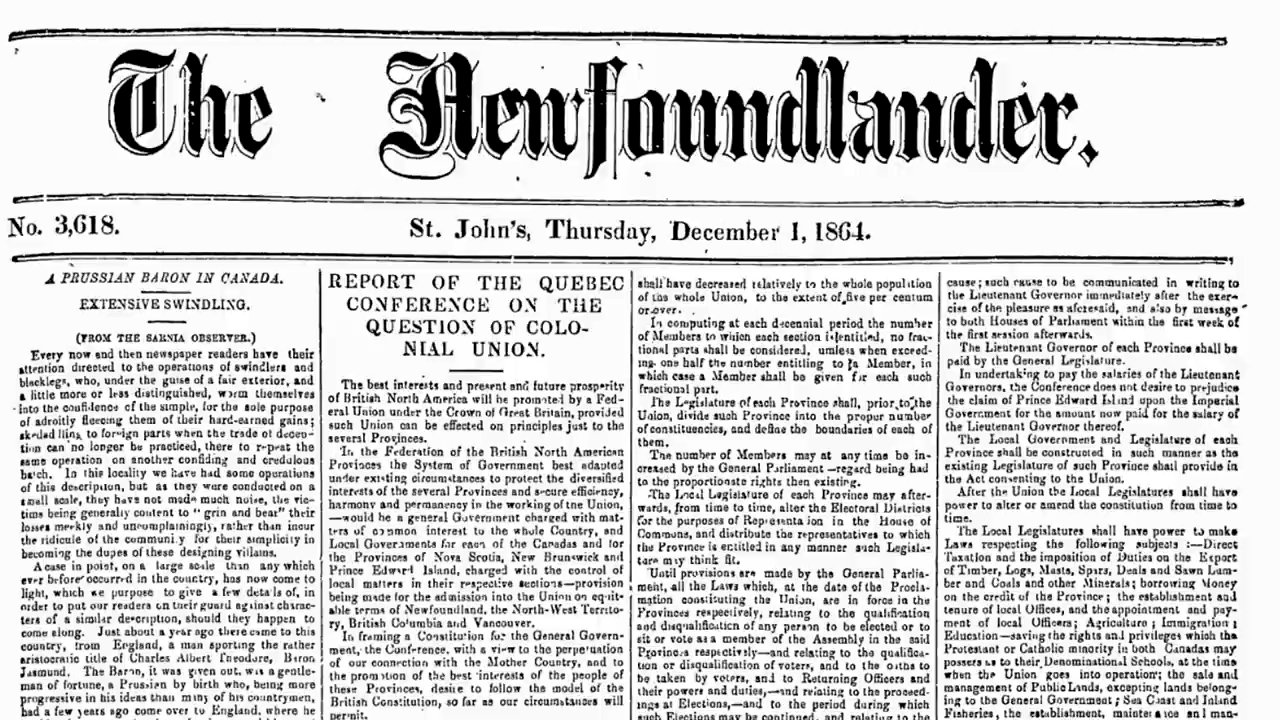 The Newfoundlander.
No. 3,618.
St. John's, Thursday, December 1, 1864.
A PRUSSIAN BARON IN CANADA.
EXTENSIVE SWINDLING.
(FROM THE SARNIA OBSERVER.)
Every now and then newspaper readers have their
attention directed to the operations of swindlers and
blacklegs, who, under the guise of a fair exterior, and
a little more or less distinguished, worm themselves
into the confidence of the simple, for the sole purpose
of adroitly fleecing them of their hard-earned gains;
to foreign parts when the trade of decep-
tion can no longer be practiced, there to repeat the
same operation on another confiding and credulous
batch. In this locality we have had some operations
of this description, but as they were conducted on a
small scale, they have not made much noise, the vic-
tims being generally content to "grin and bear" their
losses meekly and uncomplainingly, rather than incur
the ridicule of the community for their simplicity in
becoming the dupes of these designing villains.
A case in point, on a large scale than any which
ever before occurred in the country, has now come to
light, which we purpose to give a few details of, in
order to put our readers on their guard against charac-
ters of a similar description, should they happen to
come along. Just about a year ago there came to this
country, from England, a man sporting the rather
aristocratic title of Charles Albert Theodore, Baron
Jasmund. The Baron, it was given out, was a gentle-
man of fortune, a Prussian by birth who, being more
progressive in his ideas than many of his countrymen,
had a few years ago come over to England, where he
REPORT OF THE QUEBEC
CONFERENCE ON THE
QUESTION OF COLO-
NIAL UNION.
The best interests and present and future prosperity
of British North America will be promoted by a Fed-
eral Union under the Crown of Great Britain, provided
such Union can be effected on principles just to the
several Provinces.
In the Federation of the British North American
Provinces the System of Government best adapted
under existing circumstances to protect the diversified
interests of the several Provinces and secure efficiency,
harmony and permanency in the working of the Union,
—would be a general Government charged with mat-
ters of common interest to the whole Country, and
Local Governments for each of the Canadas and for
the Provinces of Nova Scotia, New Brunswick and
Prince Edward Island, charged with the control of
local matters in their respective sections—provision
being made for the admission into the Union on equit-
able terms of Newfoundland, the North-West Territo-
ry, British Columbia and Vancouver.
In framing a Constitution for the General Govern-
ment, the Conference, with a view to the perpetuation
of our connection with the Mother Country, and to
the promotion of the best interests of the people of
these Provinces, desire to follow the model of the
British Constitution, so far as our circumstances will
permit.
shall have decreased relatively to the whole population
of the whole Union, to the extent of five per centum
or over.
In computing at each decennial period the number
of Members to which each section is entitled, no frac-
tional parts shall be considered, unless when exceed-
ing one half the number entitling to a Member, in
which case a Member shall be given for each such
fractional part.
The Legislature of each Province shall, prior to the
Union, divide such Province into the proper number
of constituencies, and define the boundaries of each of
them.
The number of Members may at any time be in-
creased by the General Parliament—regard being had
to the proportionate rights then existing.
The Local Legislature of each Province may after-
wards, from time to time, alter the Electoral Districts
for the purposes of Representation in the House of
Commons, and distribute the representatives to which
the Province is entitled in any manner such Legisla-
ture may think fit.
Until provisions are made by the General Parlia-
ment, all the Laws which, at the date of the Procla-
mation constituting the Union, are in force in the
Provinces respectively, relating to the qualification
and disqualification of any person to be elected or to
sit or vote as a member of the Assembly in the said
Provinces respectively—and relating to the qualifica-
tion or disqualification of voters, and to the oaths to
be taken by voters, and to Returning Officers and
their powers and duties,—and relating to the proceed-
ings at Elections,—and to the period during which
such Elections may be continued, and relating to the
cause; such cause to be communicated in writing to
the Lieutenant Governor immediately after the exer-
cise of the pleasure as aforesaid, and also by message
to both Houses of Parliament within the first week of
the first session afterwards.
The Lieutenant Governor of each Province shall be
paid by the General Legislature.
In undertaking to pay the salaries of the Lieutenant
Governors, the Conference does not desire to prejudice
the claim of Prince Edward Island upon the Imperial
Government for the amount now paid for the salary of
the Lieutenant Governor thereof.
The Local Government and Legislature of each
Province shall be constructed in such manner as the
existing Legislature of such Province shall provide in
the Act consenting to the Union.
After the Union the Local Legislatures shall have
power to alter or amend the constitution from time to
time.
The Local Legislatures shall have power to make
Laws respecting the following subjects :—Direct
Taxation and the imposition of Duties on the Export
of Timber, Logs, Masts, Spars, Deals and Sawn Lum-
ber and Coals and other Minerals; borrowing Money
on the credit of the Province; the establishment and
tenure of local Offices, and the appointment and pay-
ment of local Officers; Agriculture; Immigration;
Education—saving the rights and privileges which the
Protestant or Catholic minority in both Canadas may
possess as to their Denominational Schools, at the time
when the Union goes into operation; the sale and
management of Public Lands, excepting lands belong-
ing to the General Government; Sea Coast and Inland
Fisheries, the establishment, maintenance and man-